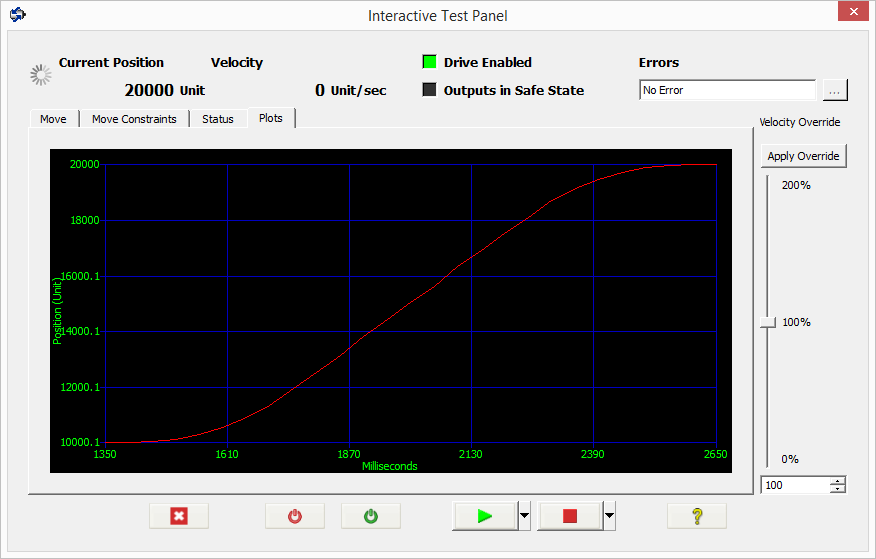 Interactive Test Panel
Current Position
Velocity
Drive Enabled
Errors
20000 Unit
0 Unit/sec
Outputs in Safe State
No Error
...
Move
Move Constraints
Status
Plots
Velocity Override
Apply Override
200%
100%
0%
100
Position (Unit)
20000
18000
16000.1
14000.1
12000.1
10000.1
1350
1610
1870
2130
2390
2650
Milliseconds
?